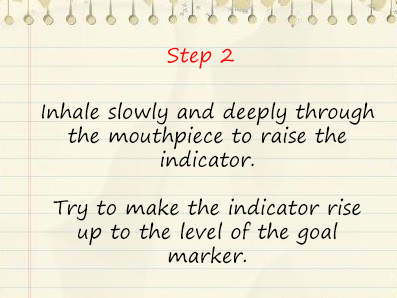 Step 2
Inhale slowly and deeply through
the mouthpiece to raise the
indicator.
Try to make the indicator rise
up to the level of the goal
marker.